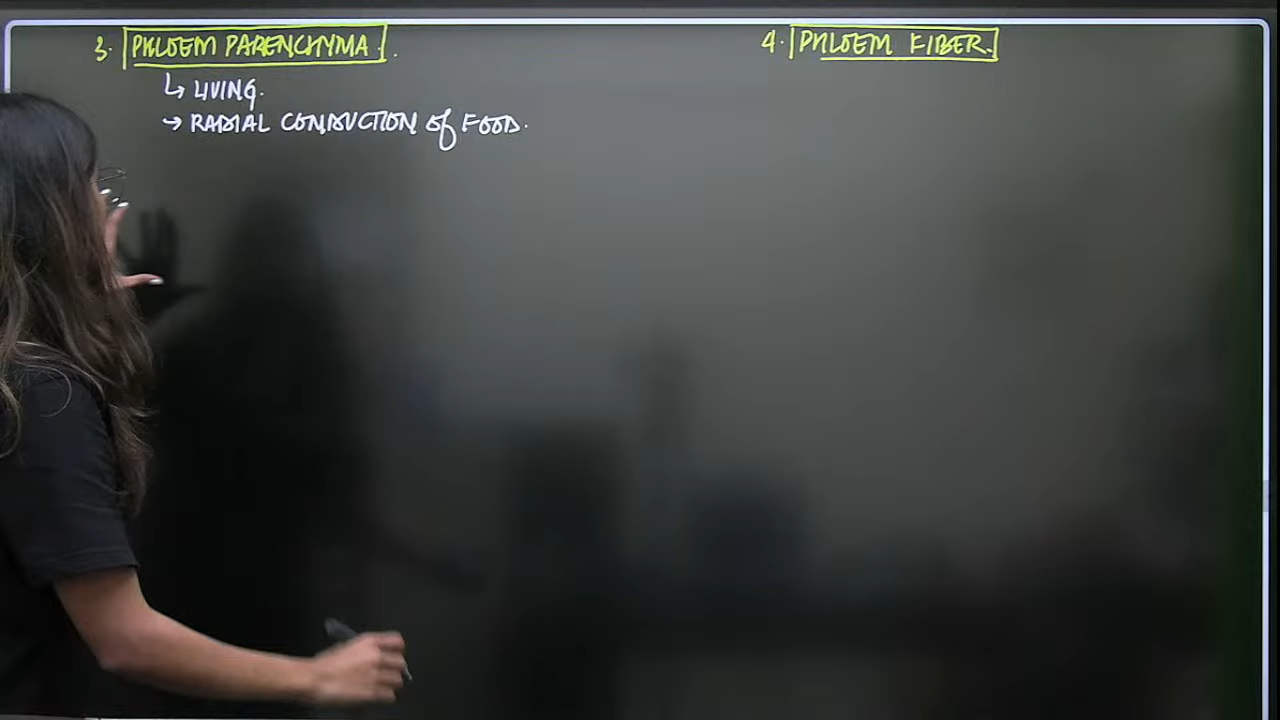 3. PHLOEM PARENCHYMA.
↳ LIVING.
→ RADIAL CONDUCTION of FOOD.
4. PHLOEM FIBER.